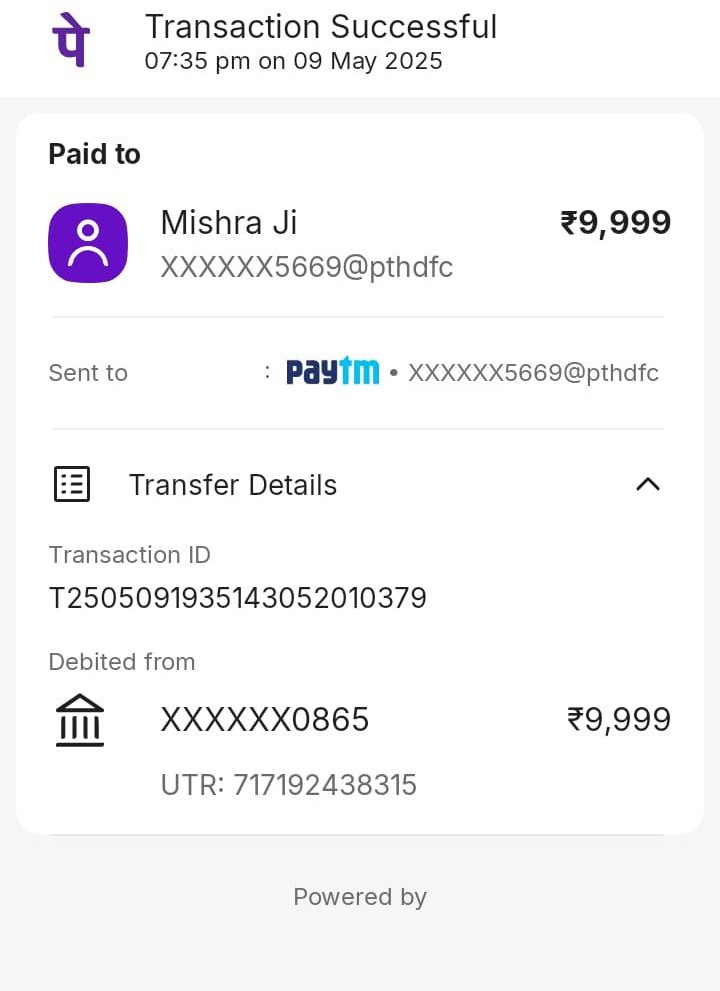 पे
Transaction Successful
07:35 pm on 09 May 2025
Paid to
Mishra Ji ₹9,999
XXXXXX5669@pthdfc
Sent to : paytm • XXXXXX5669@pthdfc
Transfer Details
Transaction ID
T2505091935143052010379
Debited from
XXXXXX0865 ₹9,999
UTR: 717192438315
Powered by